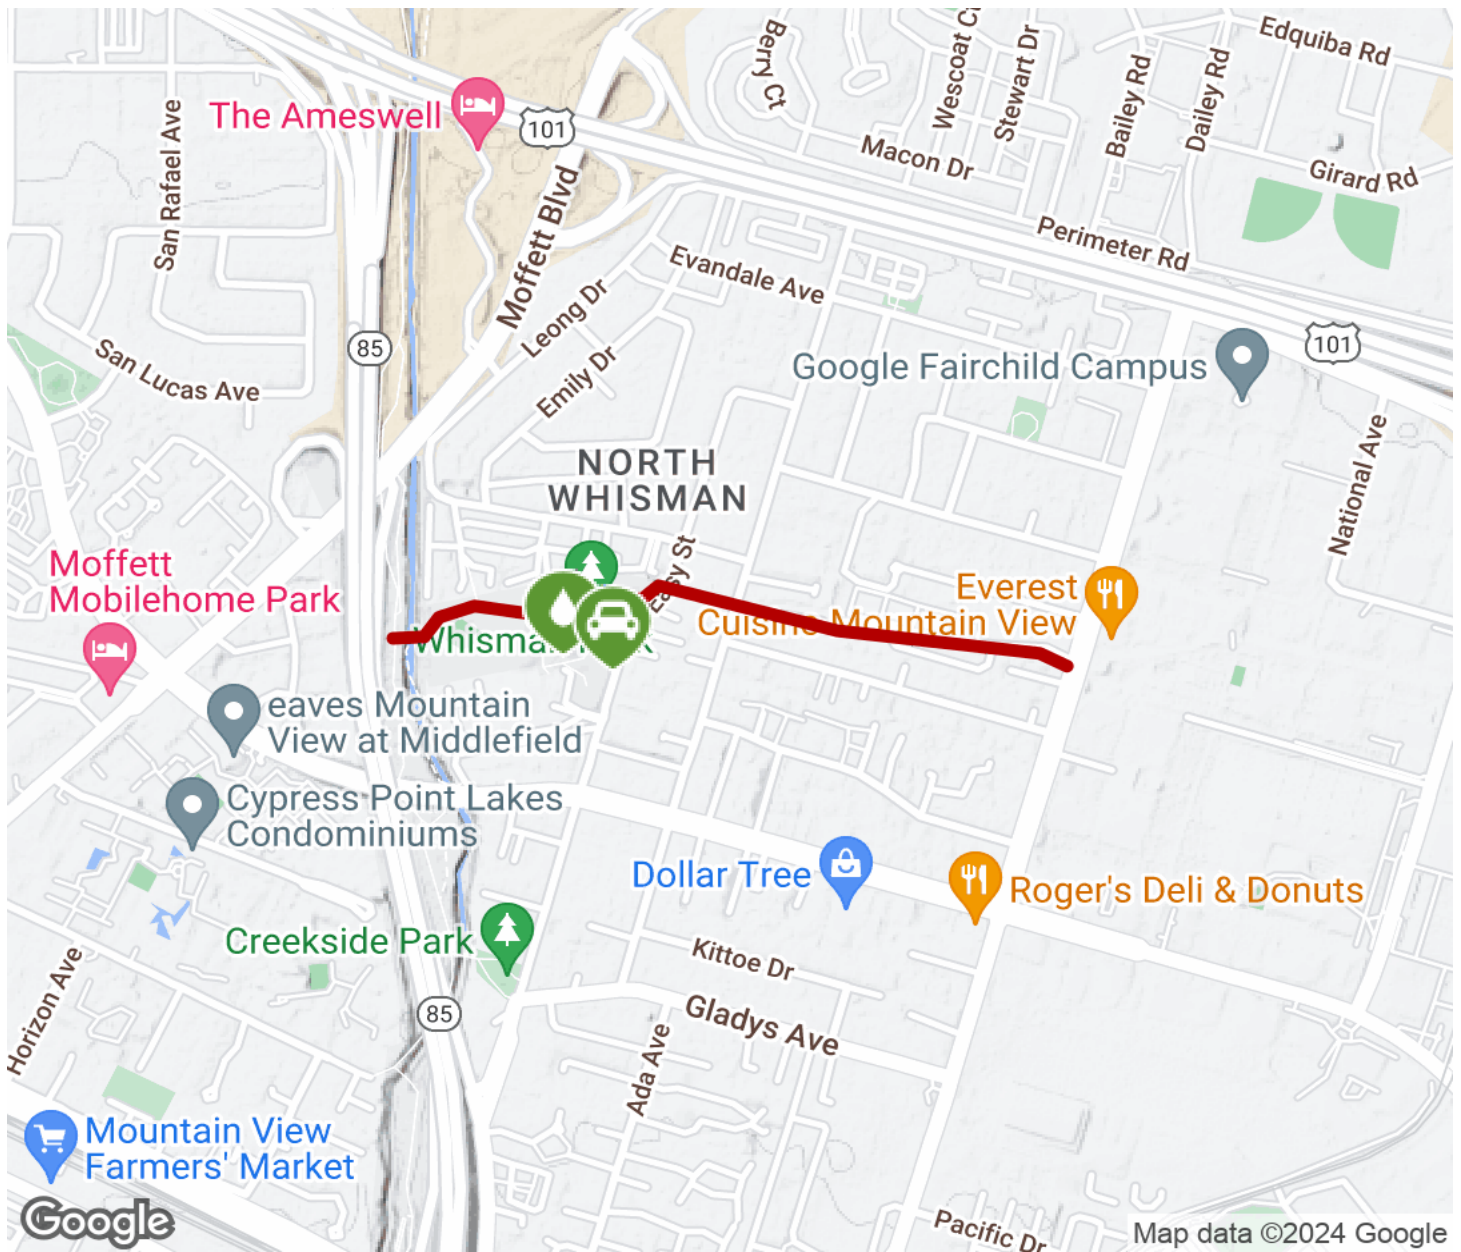 Edquiba Rd
Berry Ct
Wescoat
Stewart Dr
Bailey Rd
Dailey Rd
The Ameswell
101
San Rafael Ave
Macon Dr
Girard Rd
Moffett Blvd
Perimeter Rd
Evandale Ave
Leong Dr
85
101
San Lucas Ave
Emily Dr
Google Fairchild Campus
National Ave
NORTH
WHISMAN
Easy St
Moffett
Mobilehome Park
Everest
Cuisine Mountain View
Whisman
eaves Mountain
View at Middlefield
Cypress Point Lakes
Condominiums
Dollar Tree
Roger's Deli & Donuts
Creekside Park
Kittoe Dr
Horizon Ave
85
Gladys Ave
Ada Ave
Mountain View
Farmers' Market
Google
Pacific Dr
Map data ©2024 Google